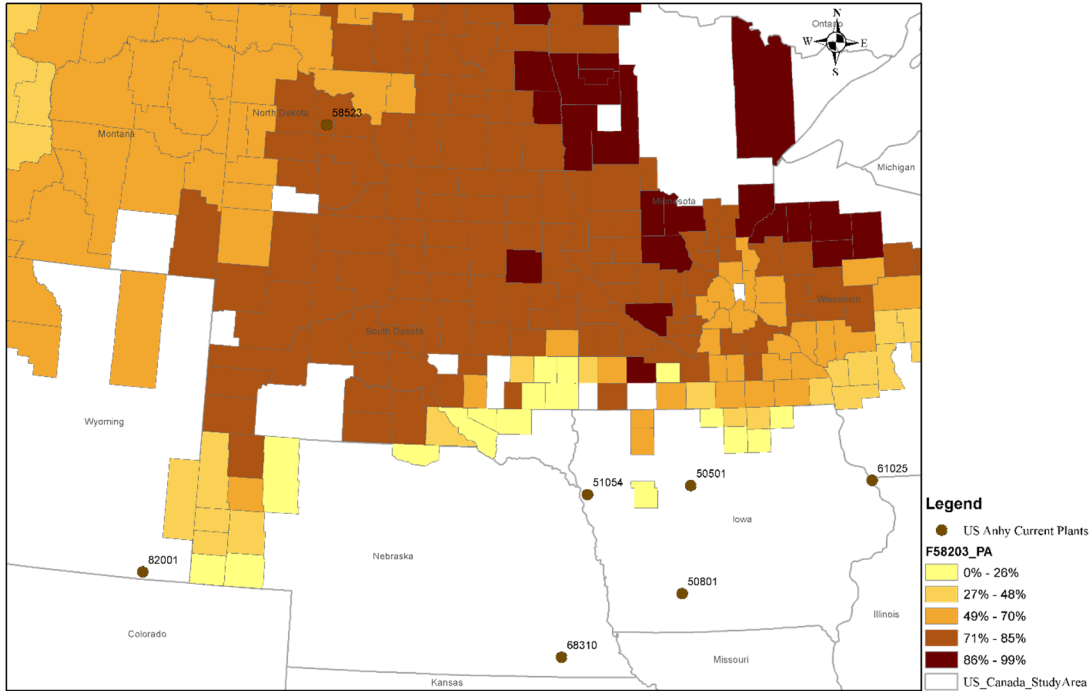 Ontario
N
W
E
S
North Dakota
58523
Montana
Michigan
Minnesota
Wisconsin
South Dakota
Wyoming
61025
51054
50501
Iowa
Nebraska
82001
50801
Illinois
Colorado
68310
Missouri
Kansas
Legend
US Anhy Current Plants
F58203_PA
0% - 26%
27% - 48%
49% - 70%
71% - 85%
86% - 99%
US_Canada_StudyArea